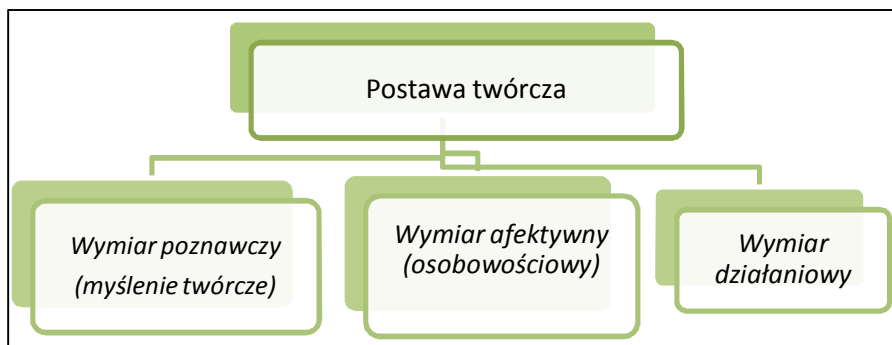 Postawa twórcza
Wymiar poznawczy
(myślenie twórcze)
Wymiar afektywny
(osobowościowy)
Wymiar
działaniowy